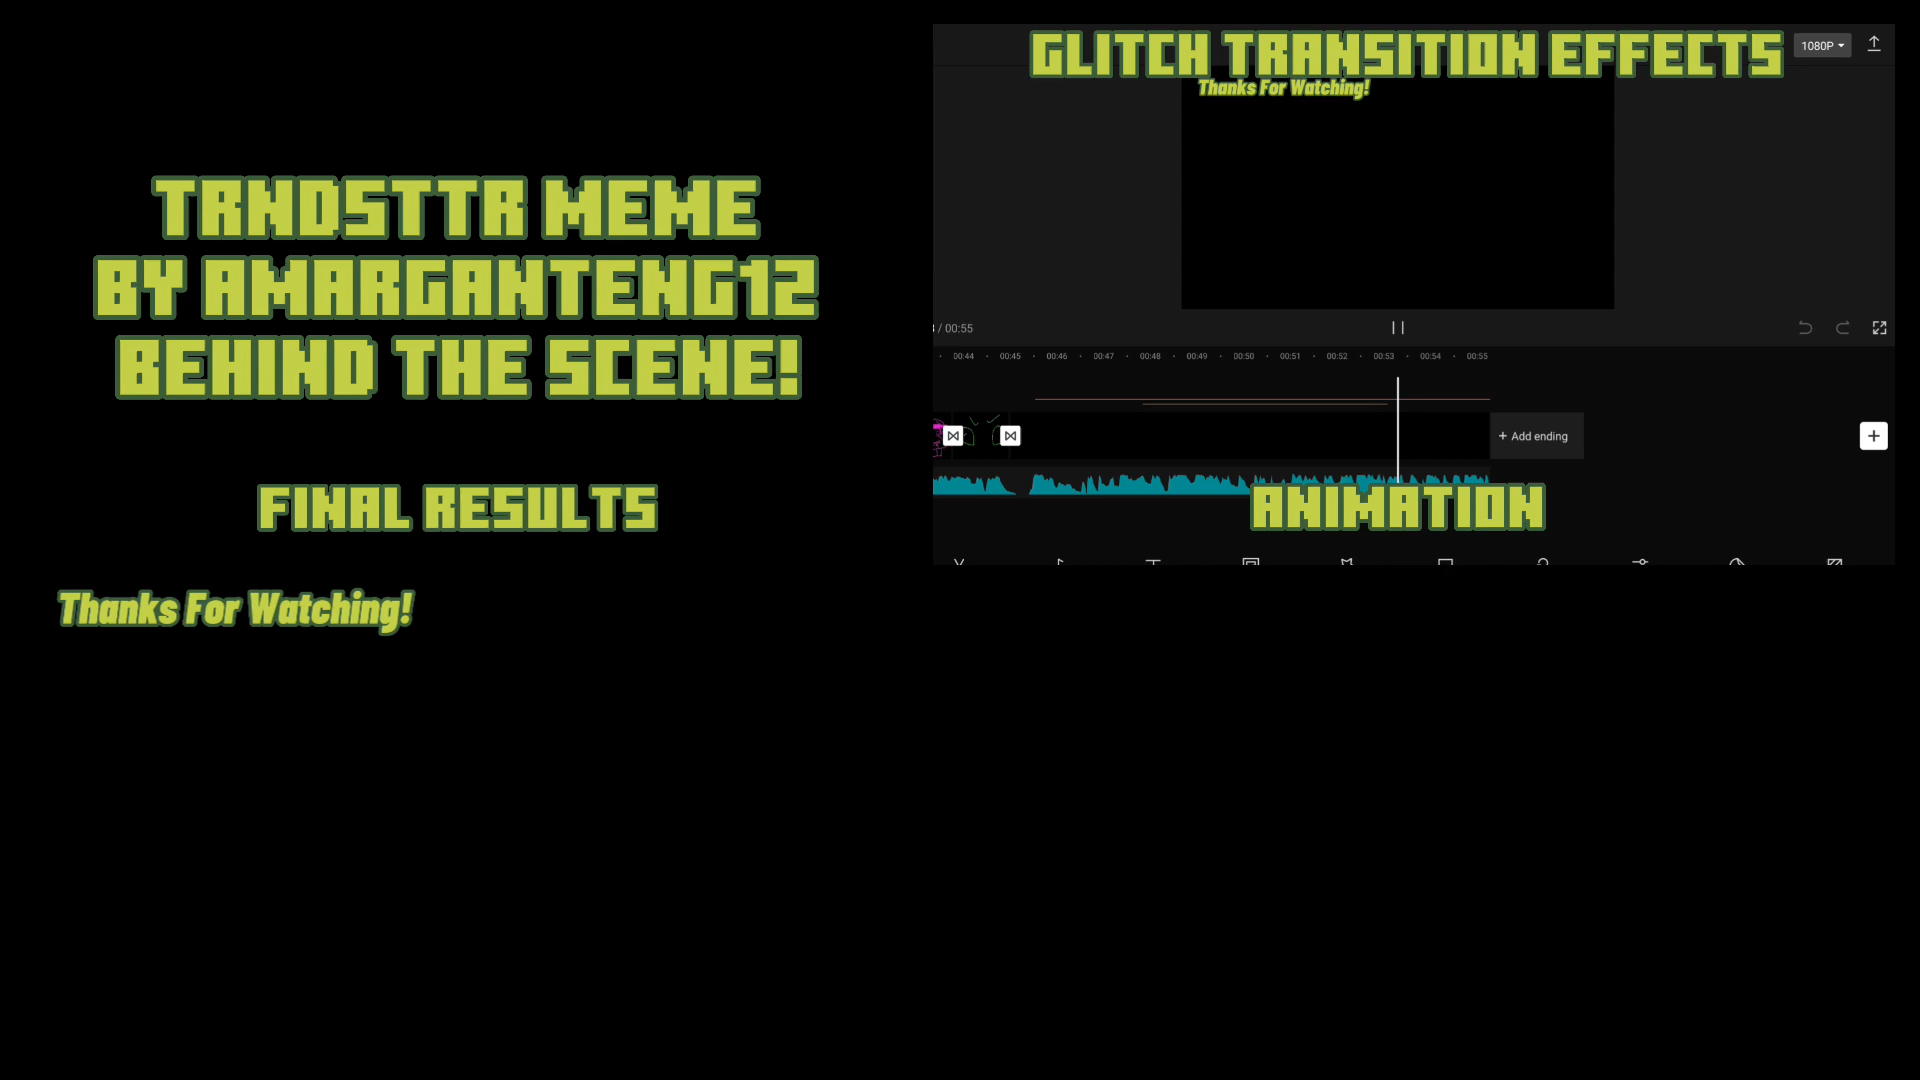 TRNDSTTR MEME
BY AMARGANTENG12
BEHIND THE SCENE!
FINAL RESULTS
Thanks For Watching!
GLITCH TRANSITION EFFECTS
1080P
Thanks For Watching!
/ 00:55
00:44 00:45 00:46 00:47 00:48 00:49 00:50 00:51 00:52 00:53 00:54 00:55
+ Add ending
ANIMATION